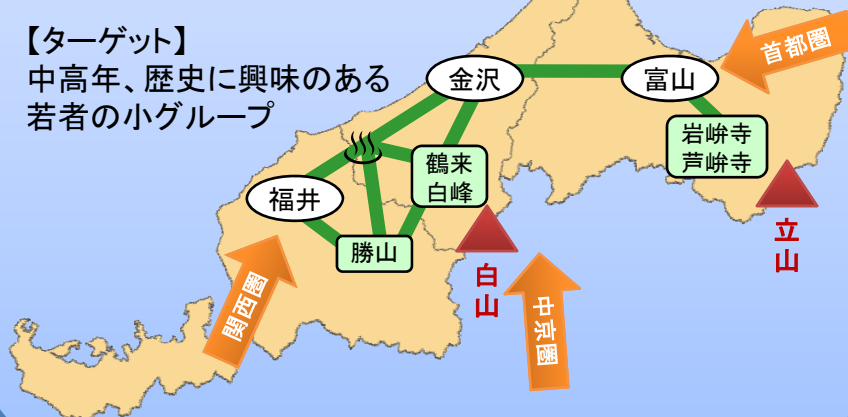 【ターゲット】
中高年、歴史に興味のある
若者の小グループ
首都圏
金沢
富山
岩峅寺
芦峅寺
鶴来
白峰
福井
勝山
立山
白山
関西圏
中京圏